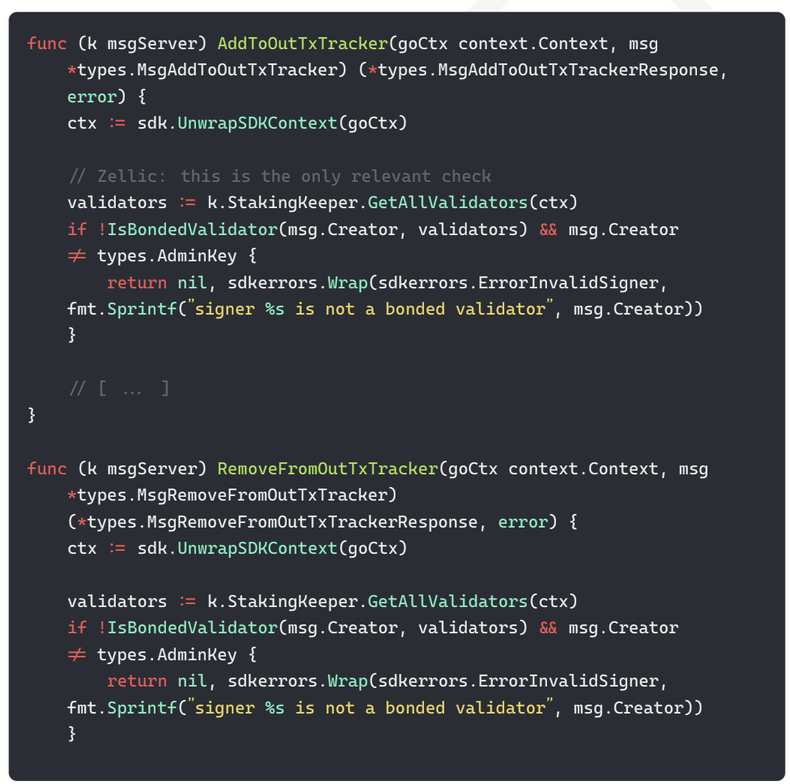 func (k msgServer) AddToOutTxTracker(goCtx context.Context, msg
*types.MsgAddToOutTxTracker) (*types.MsgAddToOutTxTrackerResponse,
error) {
ctx := sdk.UnwrapSDKContext(goCtx)
// Zellic: this is the only relevant check
validators := k.StakingKeeper.GetAllValidators(ctx)
if !IsBondedValidator(msg.Creator, validators) && msg.Creator
≠ types.AdminKey {
return nil, sdkerrors.Wrap(sdkerrors.ErrorInvalidSigner,
fmt.Sprintf("signer %s is not a bonded validator", msg.Creator))
}
// [ ... ]
}
func (k msgServer) RemoveFromOutTxTracker(goCtx context.Context, msg
*types.MsgRemoveFromOutTxTracker)
(*types.MsgRemoveFromOutTxTrackerResponse, error) {
ctx := sdk.UnwrapSDKContext(goCtx)
validators := k.StakingKeeper.GetAllValidators(ctx)
if !IsBondedValidator(msg.Creator, validators) && msg.Creator
≠ types.AdminKey {
return nil, sdkerrors.Wrap(sdkerrors.ErrorInvalidSigner,
fmt.Sprintf("signer %s is not a bonded validator", msg.Creator))
}